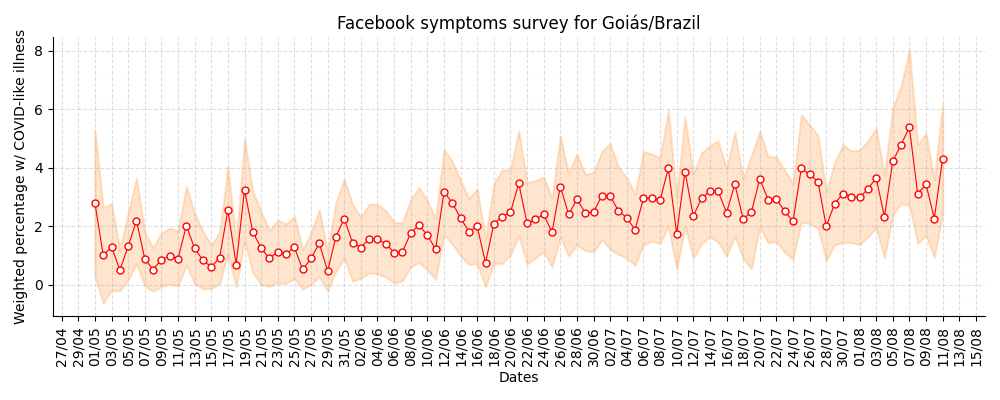 Facebook symptoms survey for Goiás/Brazil
Weighted percentage w/ COVID-like illness
8
6
4
2
0
27/04 29/04 01/05 03/05 05/05 07/05 09/05 11/05 13/05 15/05 17/05 19/05 21/05 23/05 25/05 27/05 29/05 31/05 02/06 04/06 06/06 08/06 10/06 12/06 14/06 16/06 18/06 20/06 22/06 24/06 26/06 28/06 30/06 02/07 04/07 06/07 08/07 10/07 12/07 14/07 16/07 18/07 20/07 22/07 24/07 26/07 28/07 30/07 01/08 03/08 05/08 07/08 09/08 11/08 13/08 15/08
Dates